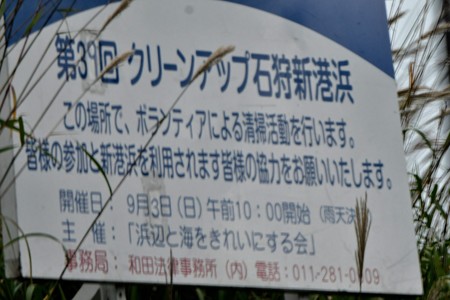 第39回 クリーンアップ石狩新港浜
この場所で、ボランティアによる清掃活動を行います。
皆様の参加と新港浜を利用されます皆様の協力をお願いいたします。
開催日： 9月3日（日）午前10：00開始（雨天決
主　催：「浜辺と海をきれいにする会」
事務局： 和田法律事務所（内）電話：011-281-0